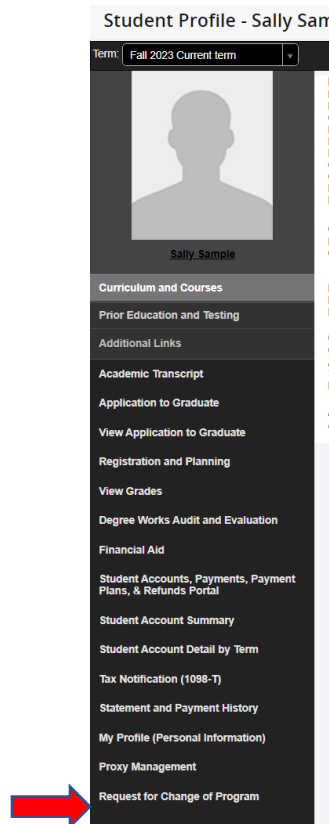 Student Profile - Sally Sam
Term: Fall 2023 Current term
Sally Sample
Curriculum and Courses
Prior Education and Testing
Additional Links
Academic Transcript
Application to Graduate
View Application to Graduate
Registration and Planning
View Grades
Degree Works Audit and Evaluation
Financial Aid
Student Accounts, Payments, Payment
Plans, & Refunds Portal
Student Account Summary
Student Account Detail by Term
Tax Notification (1098-T)
Statement and Payment History
My Profile (Personal Information)
Proxy Management
Request for Change of Program